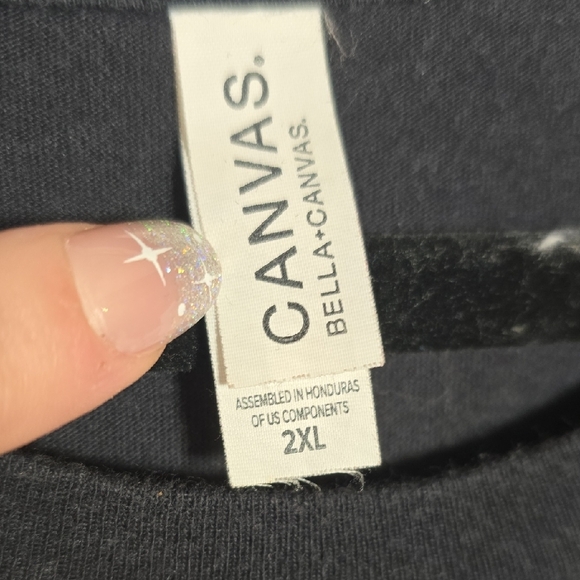 CANVAS.
BELLA+CANVAS.
ASSEMBLED IN HONDURAS
OF US COMPONENTS
2XL